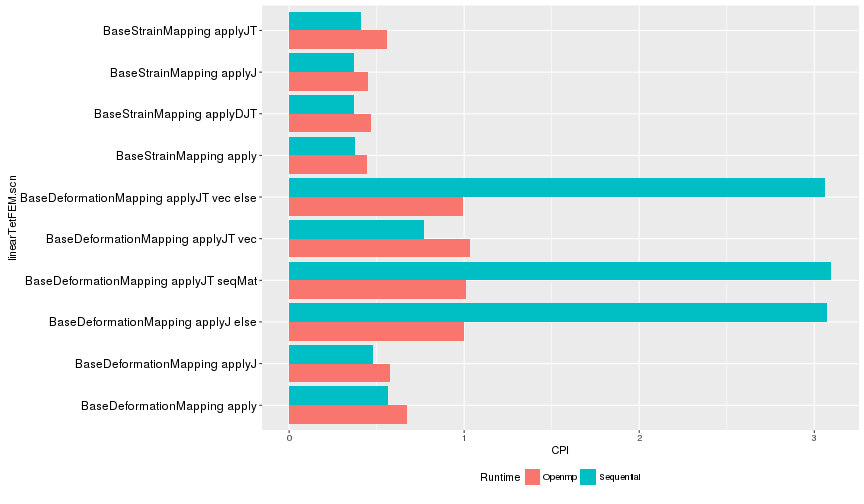 BaseStrainMapping applyJT
BaseStrainMapping applyJ
BaseStrainMapping applyDJT
BaseStrainMapping apply
BaseDeformationMapping applyJT vec else
BaseDeformationMapping applyJT vec
BaseDeformationMapping applyJT seqMat
BaseDeformationMapping applyJ else
BaseDeformationMapping applyJ
BaseDeformationMapping apply
linearTetFEM.scn
0 1 2 3
CPI
Runtime Openmp Sequential